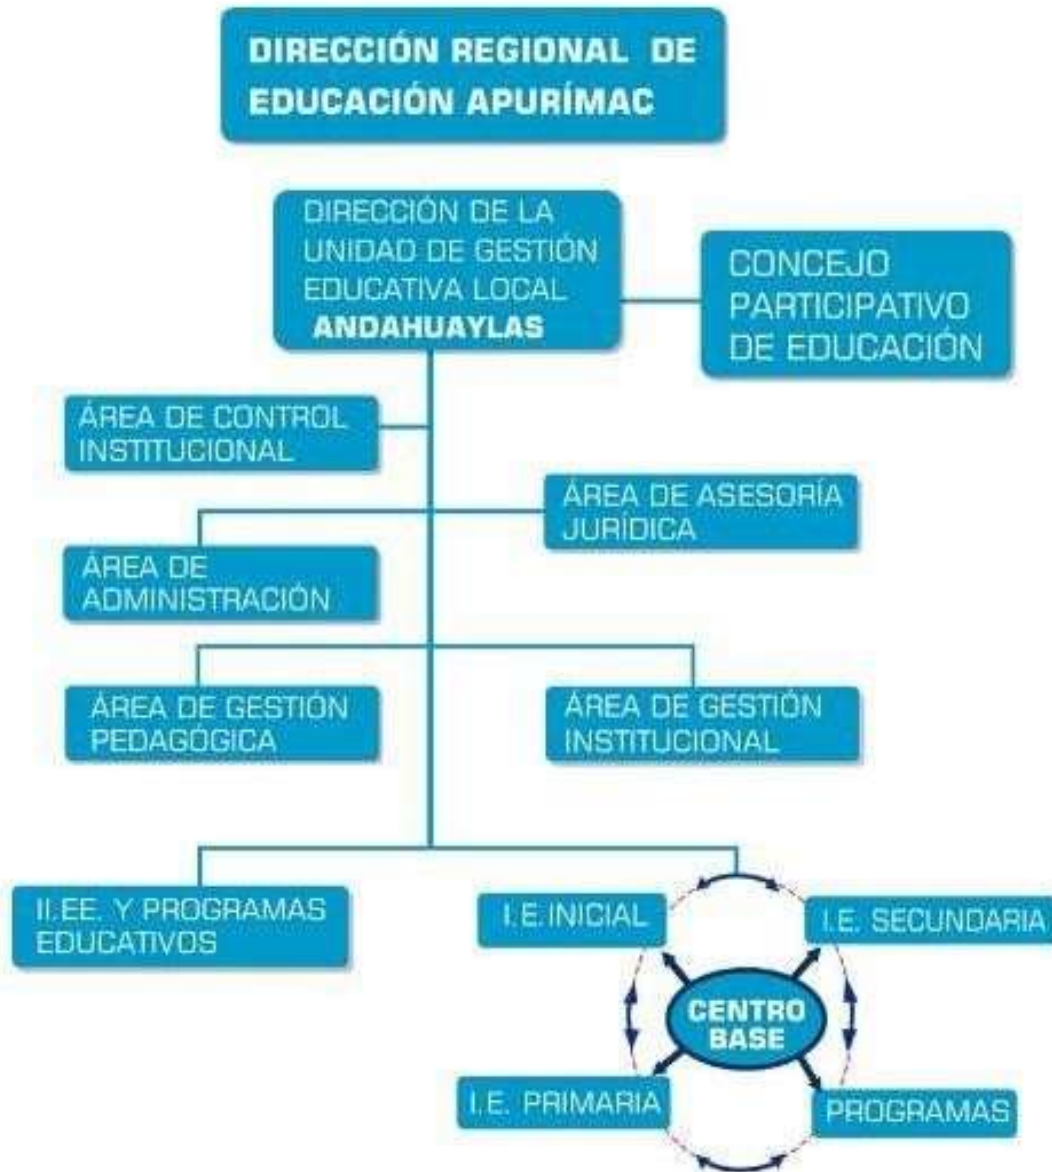 DIRECCIÓN REGIONAL DE
EDUCACIÓN APURÍMAC
DIRECCIÓN DE LA
UNIDAD DE GESTIÓN
EDUCATIVA LOCAL
ANDAHUAYLAS
CONCEJO
PARTICIPATIVO
DE EDUCACIÓN
ÁREA DE CONTROL
INSTITUCIONAL
ÁREA DE ASESORÍA
JURÍDICA
ÁREA DE
ADMINISTRACIÓN
ÁREA DE GESTIÓN
PEDAGÓGICA
ÁREA DE GESTIÓN
INSTITUCIONAL
II.EE. Y PROGRAMAS
EDUCATIVOS
I.E. INICIAL
I.E. SECUNDARIA
CENTRO
BASE
I.E. PRIMARIA
PROGRAMAS